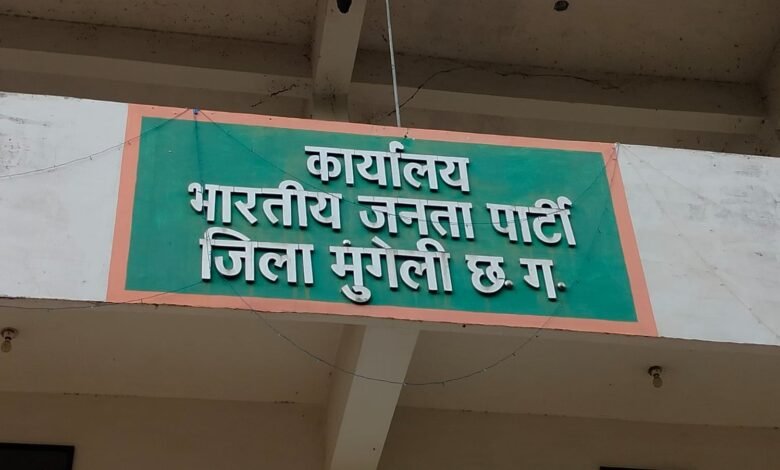 कार्यालय
भारतीय जनता पार्टी
जिला मुंगेली छ.ग.